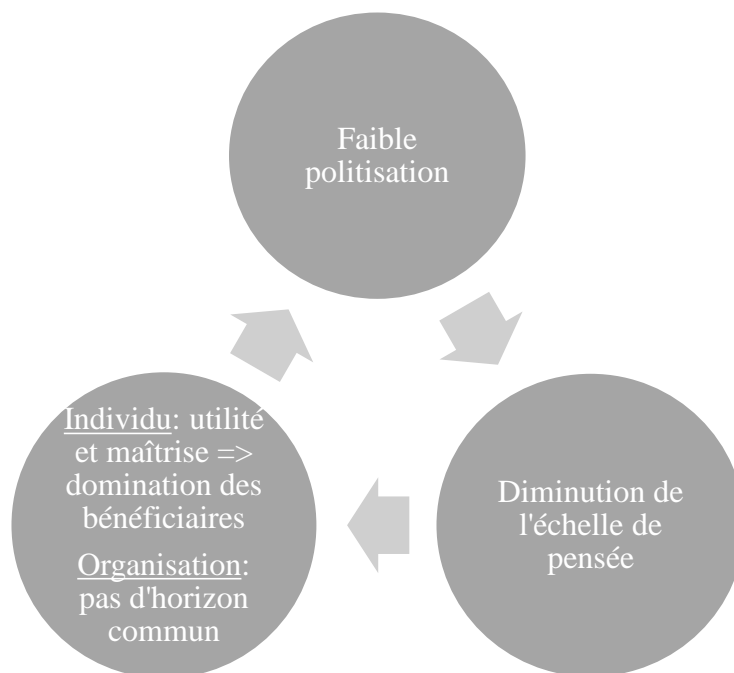 Faible
politisation
Diminution de
l'échelle de
pensée
Individu: utilité
et maîtrise =>
domination des
bénéficiaires
Organisation:
pas d'horizon
commun